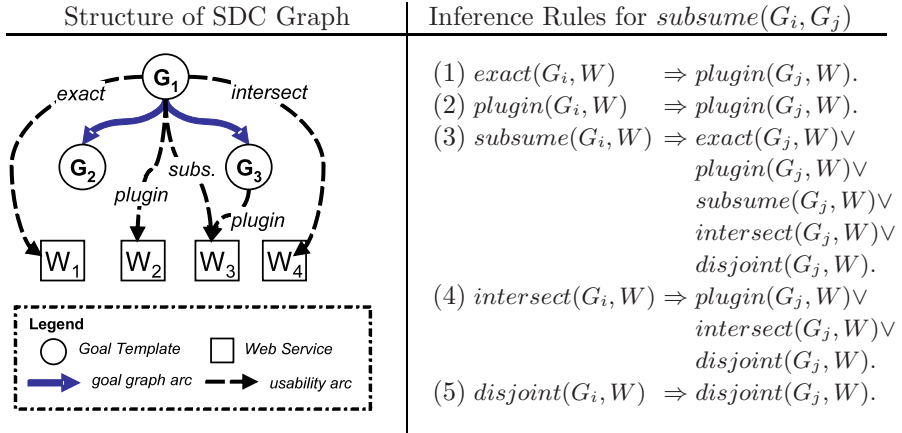 Structure of SDC Graph
G1
exact
intersect
G2
G3
subs.
plugin
plugin
W1
W2
W3
W4
Legend
Goal Template
Web Service
goal graph arc
usability arc
Inference Rules for subsume(Gi, Gj)
(1) exact(Gi, W) ⇒ plugin(Gj, W).
(2) plugin(Gi, W) ⇒ plugin(Gj, W).
(3) subsume(Gi, W) ⇒ exact(Gj, W)∨
plugin(Gj, W)∨
subsume(Gj, W)∨
intersect(Gj, W)∨
disjoint(Gj, W).
(4) intersect(Gi, W) ⇒ plugin(Gj, W)∨
intersect(Gj, W)∨
disjoint(Gj, W).
(5) disjoint(Gi, W) ⇒ disjoint(Gj, W).